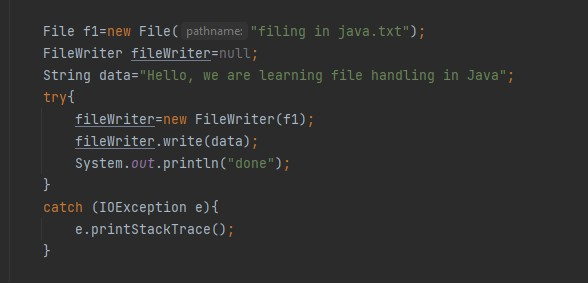 File f1=new File( pathname: "filing in java.txt");
FileWriter fileWriter=null;
String data="Hello, we are learning file handling in Java";
try{
fileWriter=new FileWriter(f1);
fileWriter.write(data);
System.out.println("done");
}
catch (IOException e){
e.printStackTrace();
}